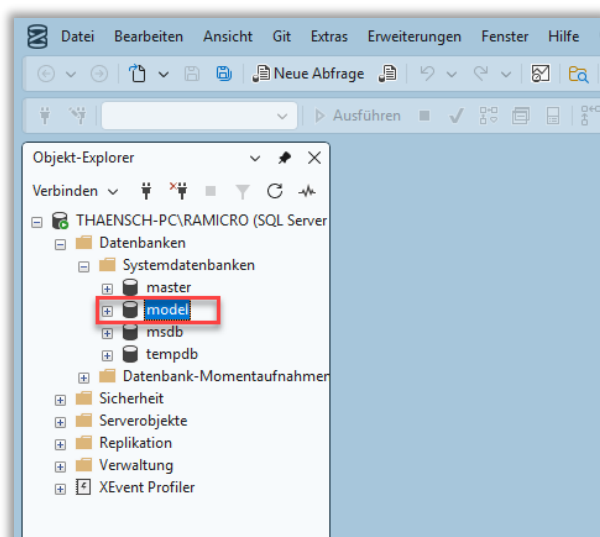 Datei Bearbeiten Ansicht Git Extras Erweiterungen Fenster Hilfe
Neue Abfrage
Ausführen
Objekt-Explorer
Verbinden
THAENSCH-PC\RAMICRO (SQL Server
Datenbanken
Systemdatenbanken
master
model
msdb
tempdb
Datenbank-Momentaufnahmen
Sicherheit
Serverobjekte
Replikation
Verwaltung
XEvent Profiler